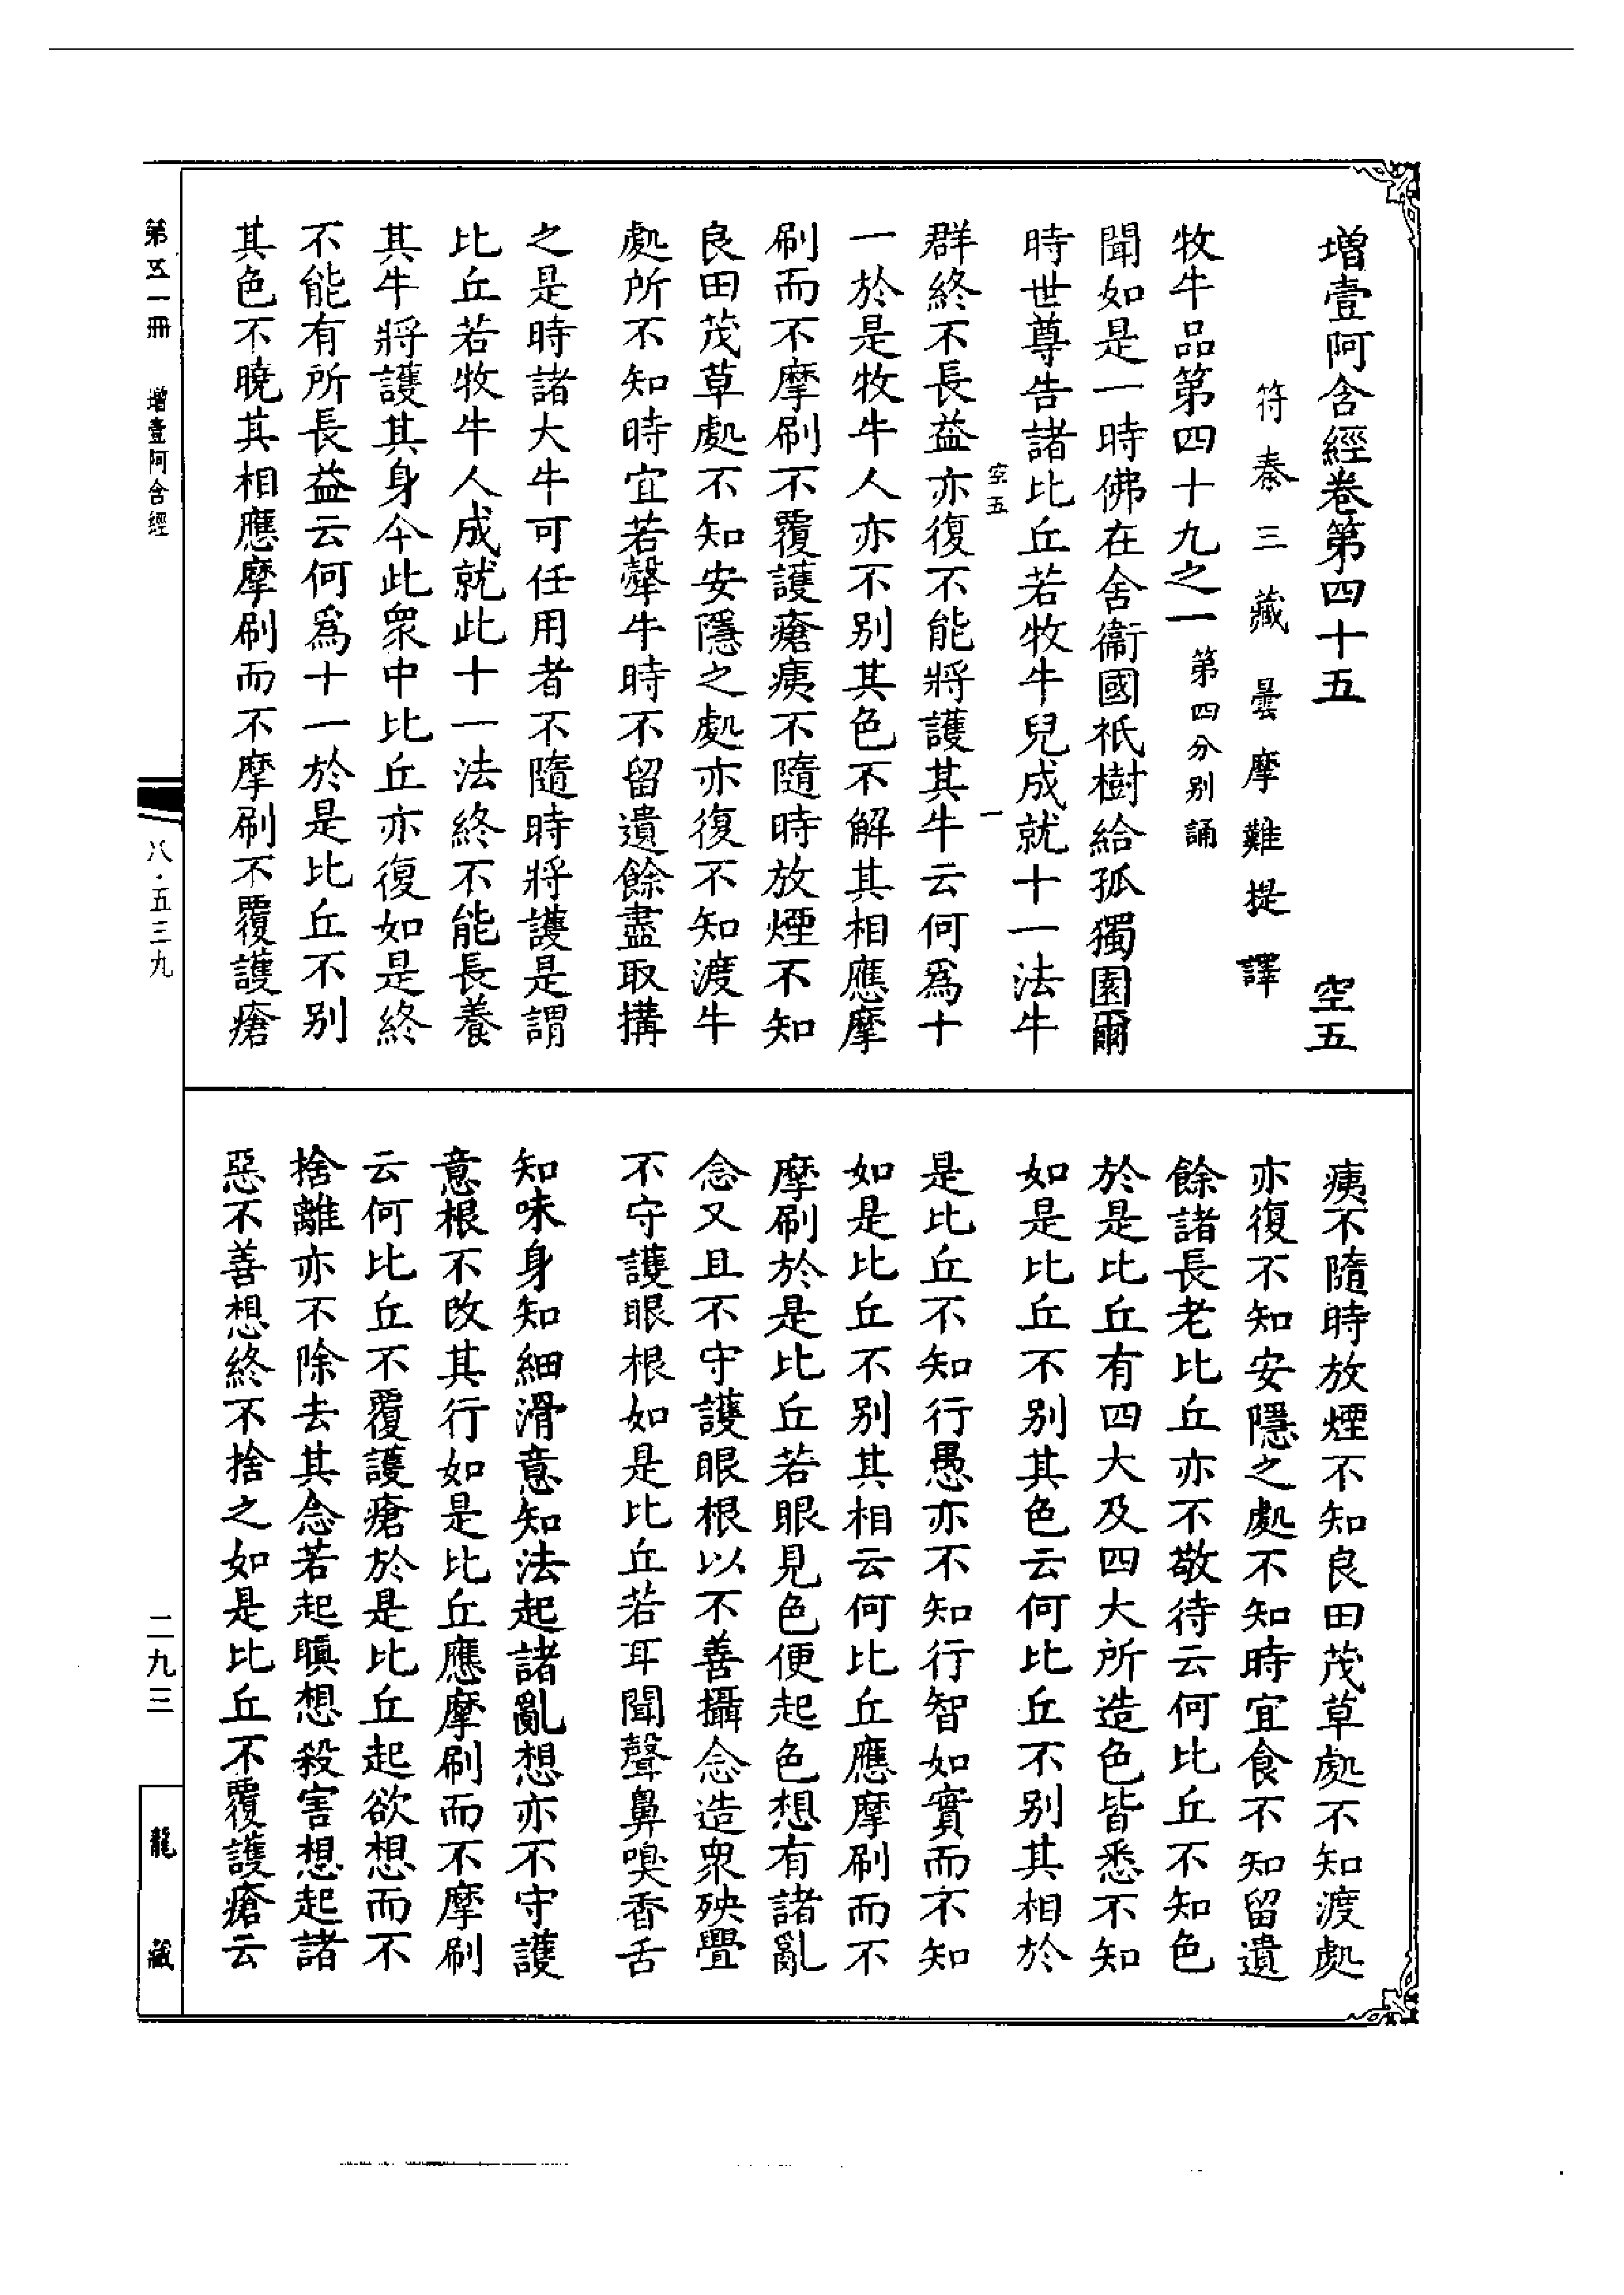 增壹阿含經卷第四十五　空五
符秦三藏曇摩難提譯
牧牛品第四十九之一第四分别誦
聞如是一時佛在舍衞國祇樹給孤獨園爾
時世尊告諸比丘若牧牛兒成就十一法牛
空五　一
群終不長益亦復不能將護其牛云何爲十
一於是牧牛人亦不别其色不解其相應摩
刷而不摩刷不覆護瘡痍不隨時放煙不知
良田茂草處不知安隱之處亦復不知渡牛
處所不知時宜若㹌牛時不留遺餘盡取搆
之是時諸大牛可任用者不隨時將護是謂
比丘若牧牛人成就此十一法終不能長養
其牛將護其身今此衆中比丘亦復如是終
不能有所長益云何爲十一於是比丘不别
其色不曉其相應摩刷而不摩刷不覆護瘡
痍不隨時放煙不知良田茂草處不知渡處
亦復不知安隱之處不知時宜食不知留遺
餘諸長老比丘亦不敬待云何比丘不知色
於是比丘有四大及四大所造色皆悉不知
如是比丘不别其色云何比丘不别其相於
是比丘不知行愚亦不知行智如實而不知
如是比丘不别其相云何比丘應摩刷而不
摩刷於是比丘若眼見色便起色想有諸亂
念又且不守護眼根以不善攝念造衆殃舋
不守護眼根如是比丘若耳聞聲鼻嗅香舌
知味身知細滑意知法起諸亂想亦不守護
意根不改其行如是比丘應摩刷而不摩刷
云何比丘不覆護瘡於是比丘起欲想而不
捨離亦不除去其念若起瞋想殺害想起諸
惡不善想終不捨之如是比丘不覆護瘡云
第五一冊　增壹阿含經
八·五三九
二九三
龍藏